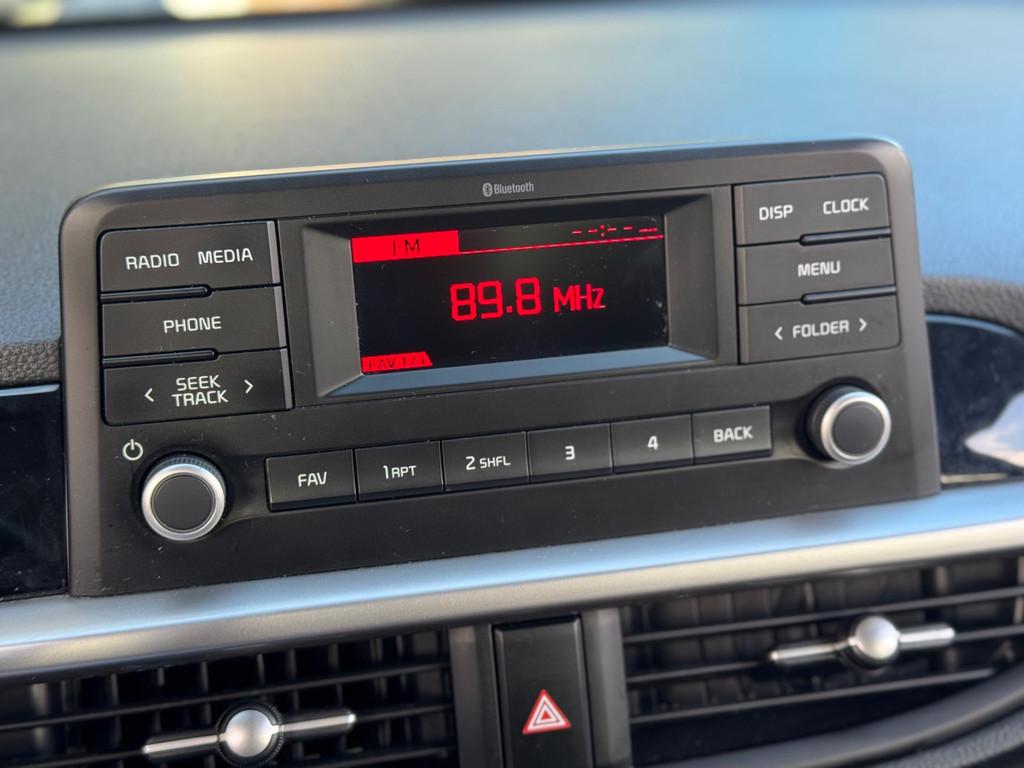 Bluetooth
RADIO MEDIA
PHONE
< SEEK TRACK >
FM
--:--
89.8 MHz
DISP CLOCK
MENU
< FOLDER >
FAV 1RPT 2 SHFL 3 4 BACK